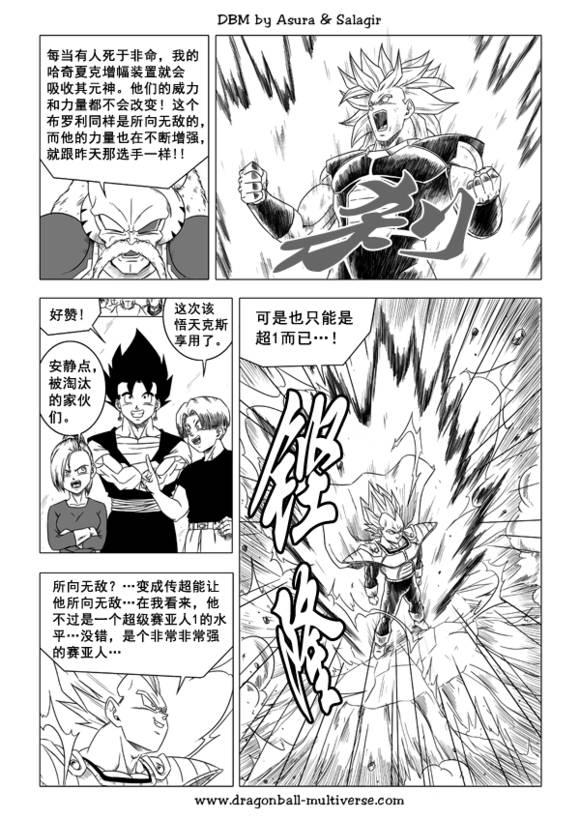 DBM by Asura & Salagir
每当有人死于非命，我的
哈奇夏克增幅装置就会
吸收其元神。他们的威力
和力量都不会改变！这个
布罗利同样是所向无敌的，
而他的力量也在不断增强，
就跟昨天那选手一样！！
好赞！
这次该
悟天克斯
享用了。
安静点，
被淘汰
的家伙
们。
可是也只能是
超1而已…！
所向无敌？…变成传超能让
他所向无敌…在我看来，他
不过是一个超级赛亚人1的水
平…没错，是个非常非常强
的赛亚人…
www.dragonball-multiverse.com